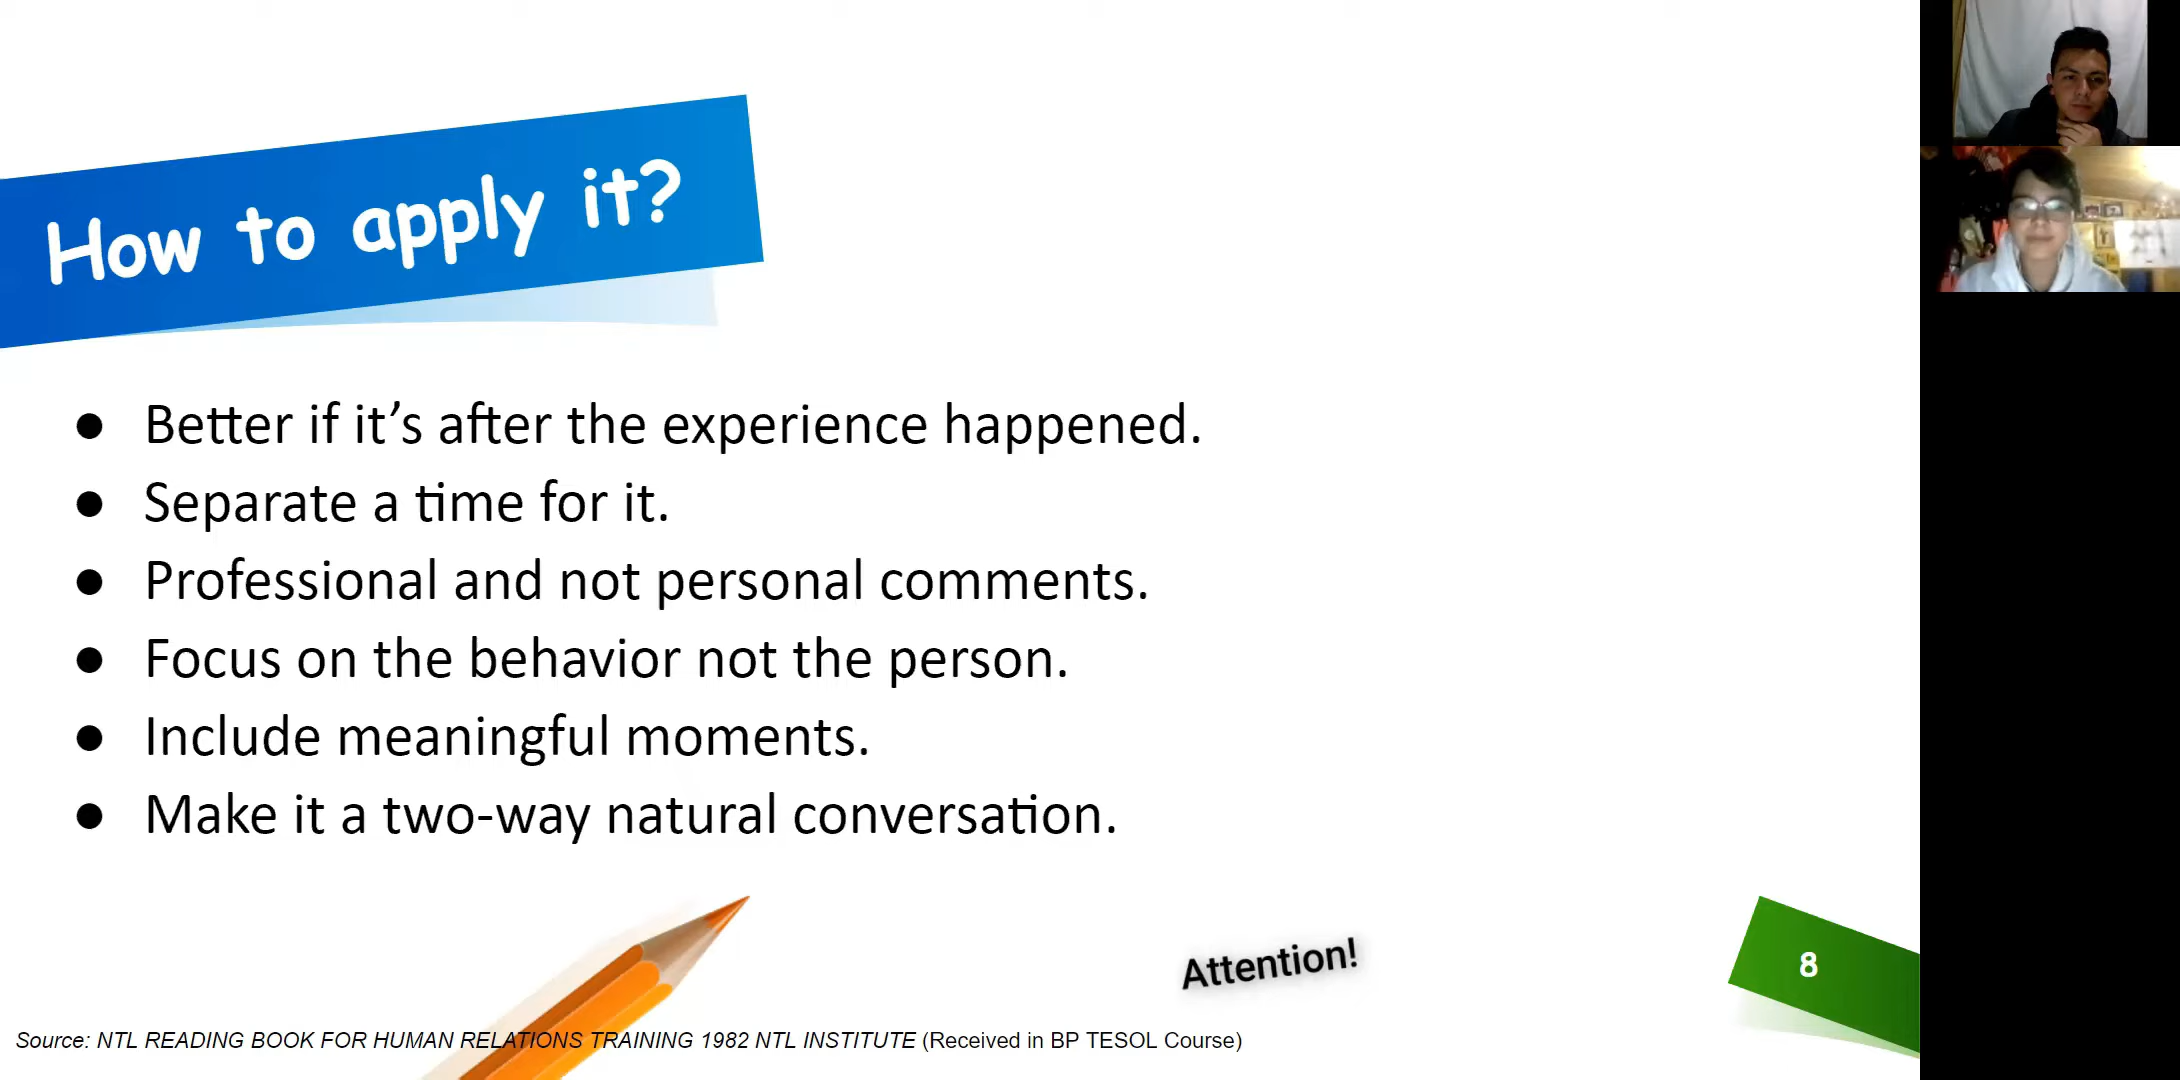 How to apply it?
● Better if it’s after the experience happened.
● Separate a time for it.
● Professional and not personal comments.
● Focus on the behavior not the person.
● Include meaningful moments.
● Make it a two-way natural conversation.
Attention!
8
Source: NTL READING BOOK FOR HUMAN RELATIONS TRAINING 1982 NTL INSTITUTE (Received in BP TESOL Course)